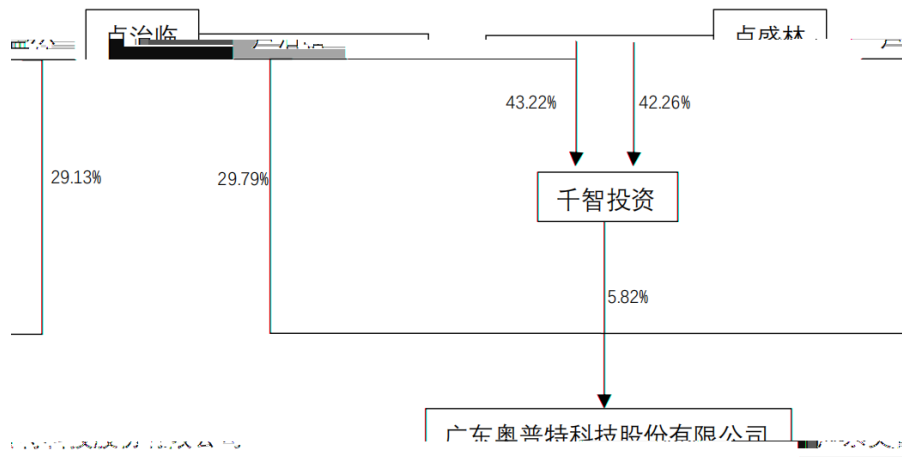 卢治临
卢盛林
43.22%
42.26%
29.13%
29.79%
千智投资
5.82%
广东奥普特科技股份有限公司